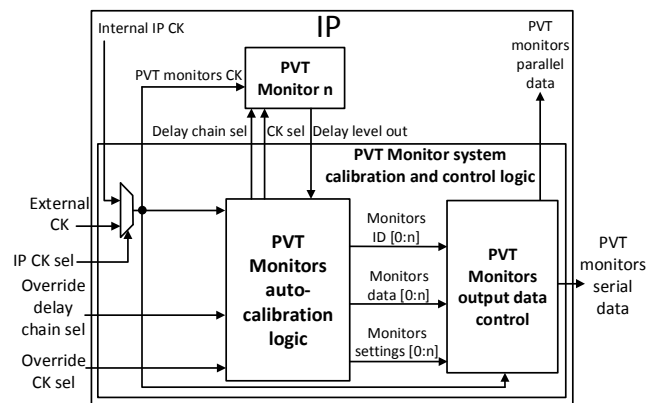 IP
Internal IP CK
PVT monitors CK
PVT
Monitor n
PVT
monitors
parallel
data
Delay chain sel
CK sel
Delay level out
PVT Monitor system
calibration and control logic
External
CK
IP CK sel
Override
delay
chain sel
Override
CK sel
PVT
Monitors
auto-
calibration
logic
Monitors
ID [0:n]
Monitors
data [0:n]
Monitors
settings [0:n]
PVT
Monitors
output data
control
PVT
monitors
serial
data